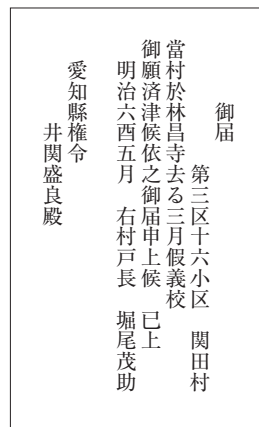 御届
第三区十六小区　関田村
當村於林昌寺去る三月假義校
御願済津候依之御届申上候　已上
明治六酉五月　右村戸長　堀尾茂助
愛知縣権令
井関盛良殿